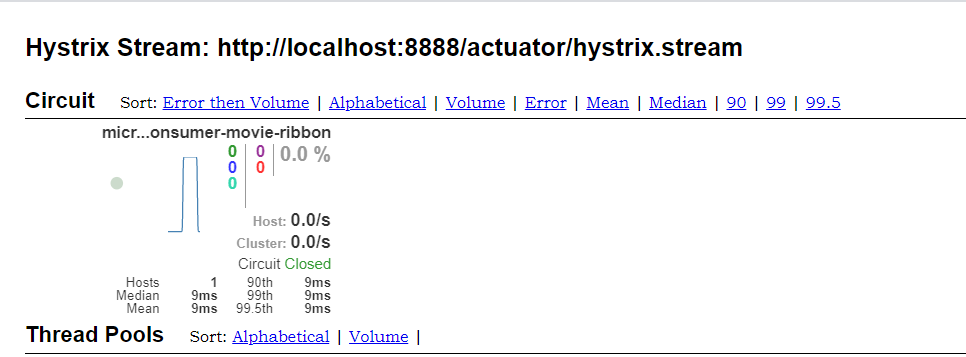 Hystrix Stream: http://localhost:8888/actuator/hystrix.stream
Circuit Sort: Error then Volume | Alphabetical | Volume | Error | Mean | Median | 90 | 99 | 99.5
micr...onsumer-movie-ribbon
0 0 0.0 %
0 0
0
Host: 0.0/s
Cluster: 0.0/s
Circuit Closed
Hosts 1 90th 9ms
Median 9ms 99th 9ms
Mean 9ms 99.5th 9ms
Thread Pools Sort: Alphabetical | Volume |